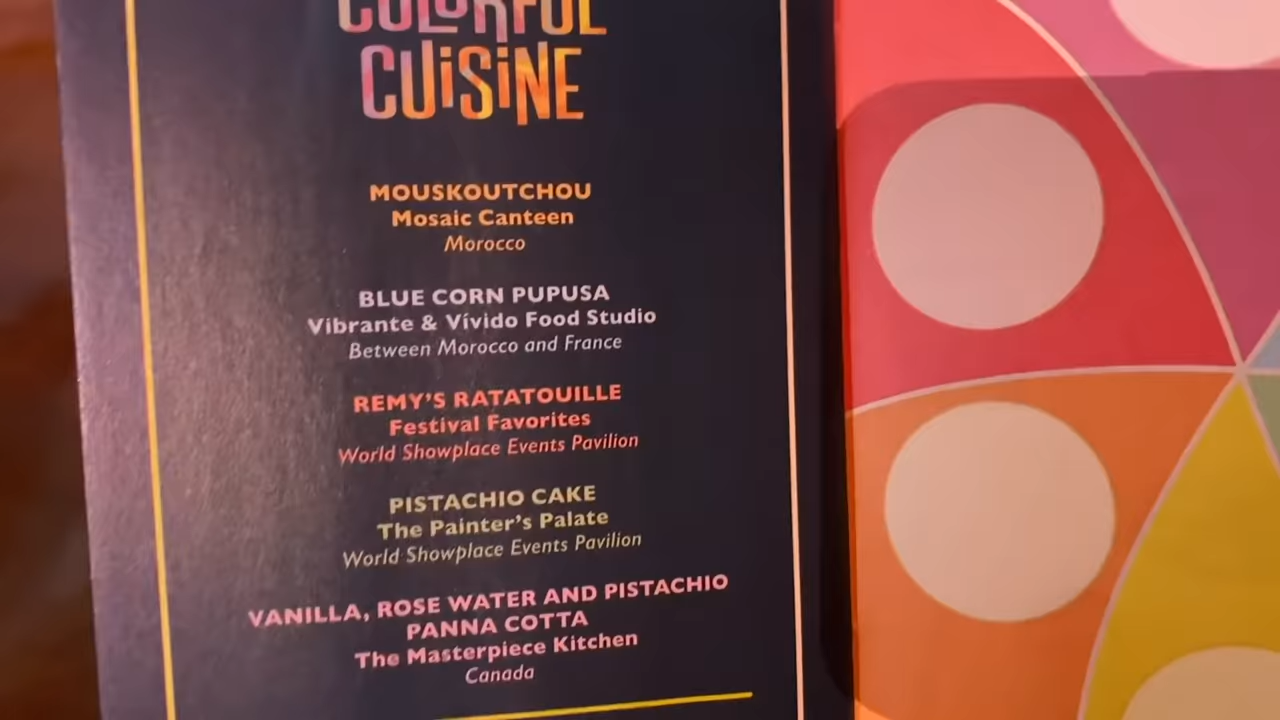 COLORFUL
CUISINE
MOUSKOUTCHOU
Mosaic Canteen
Morocco
BLUE CORN PUPUSA
Vibrante & Vívido Food Studio
Between Morocco and France
REMY'S RATATOUILLE
Festival Favorites
World Showplace Events Pavilion
PISTACHIO CAKE
The Painter's Palate
World Showplace Events Pavilion
VANILLA, ROSE WATER AND PISTACHIO
PANNA COTTA
The Masterpiece Kitchen
Canada